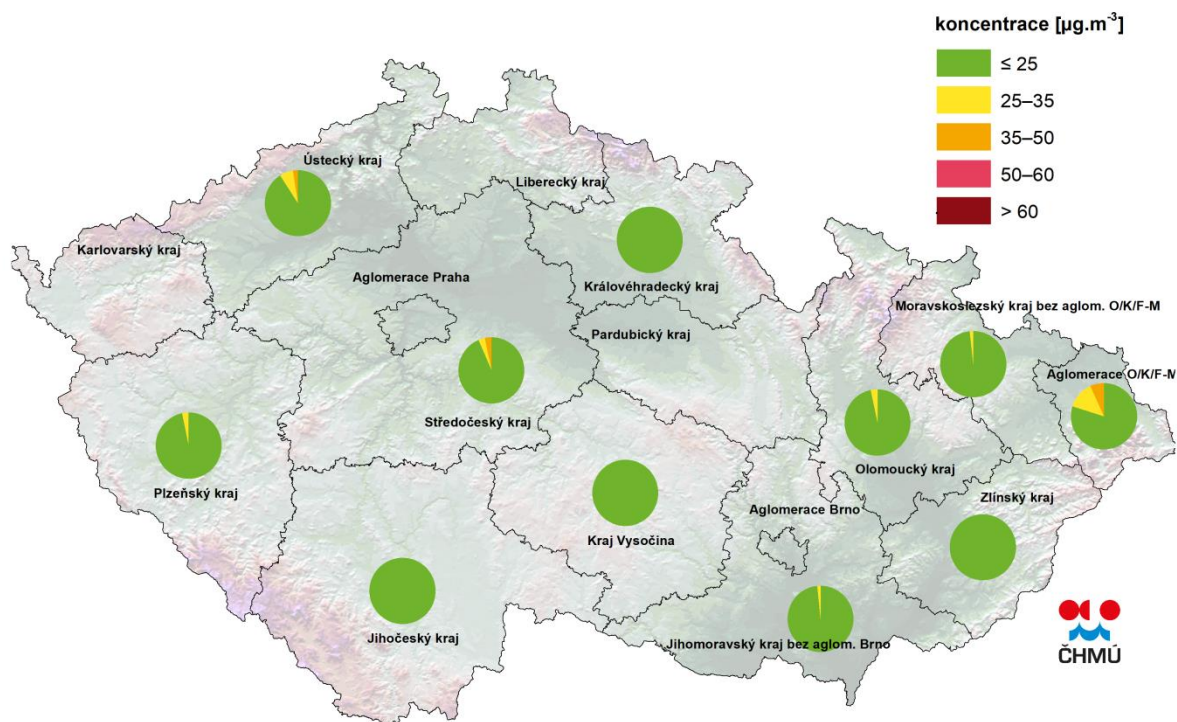 koncentrace [µg.m⁻³]
≤ 25
25–35
35–50
50–60
> 60
Ústecký kraj
Liberecký kraj
Karlovarský kraj
Aglomerace Praha
Královéhradecký kraj
Moravskoslezský kraj bez aglom. O/K/F-M
Pardubický kraj
Aglomerace O/K/F-M
Středočeský kraj
Olomoucký kraj
Plzeňský kraj
Zlínský kraj
Aglomerace Brno
Kraj Vysočina
Jihočeský kraj
Jihomoravský kraj bez aglom. Brno
ČHMÚ